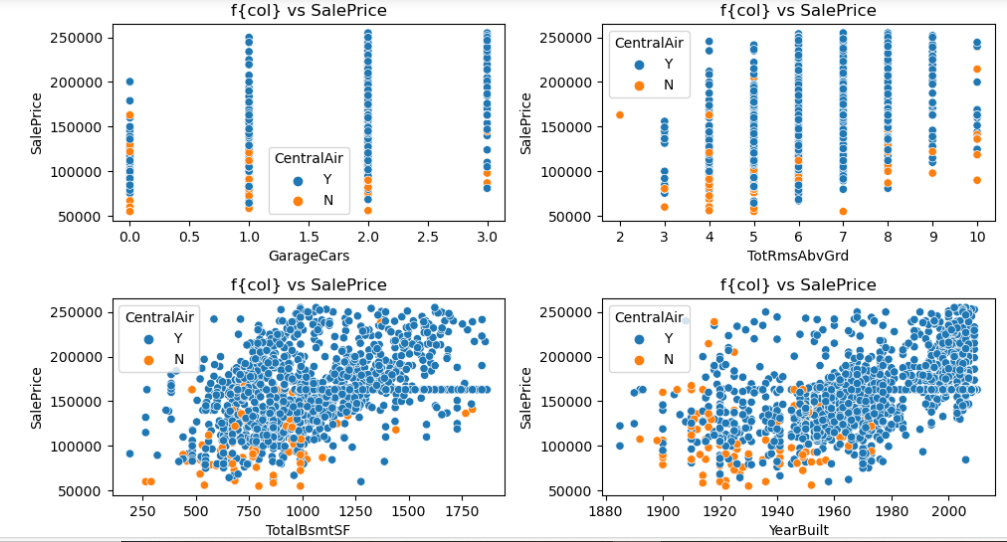 f{col} vs SalePrice
SalePrice
250000
200000
150000
100000
50000
CentralAir
Y
N
0.0 0.5 1.0 1.5 2.0 2.5 3.0
GarageCars
f{col} vs SalePrice
SalePrice
250000
200000
150000
100000
50000
CentralAir
Y
N
2 3 4 5 6 7 8 9 10
TotRmsAbvGrd
f{col} vs SalePrice
SalePrice
250000
200000
150000
100000
50000
CentralAir
Y
N
250 500 750 1000 1250 1500 1750
TotalBsmtSF
f{col} vs SalePrice
SalePrice
250000
200000
150000
100000
50000
CentralAir
Y
N
1880 1900 1920 1940 1960 1980 2000
YearBuilt